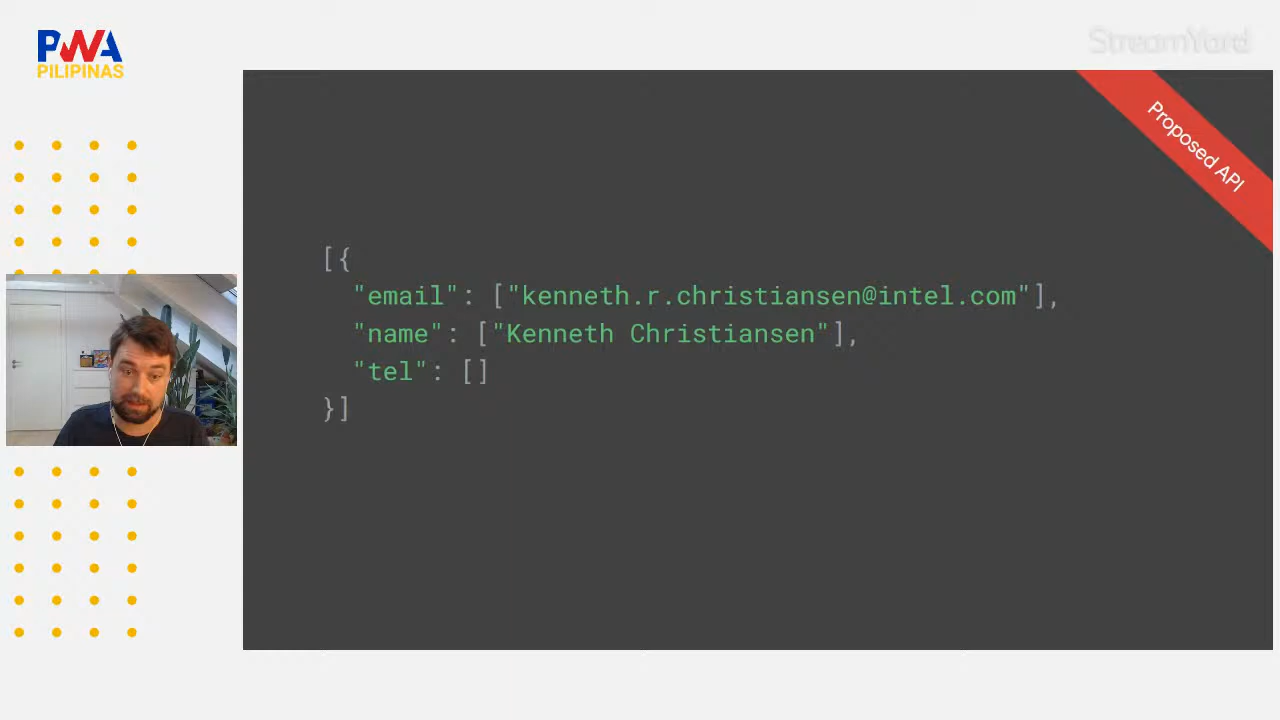 PWA
PILIPINAS
StreamYard
Proposed API
[{
"email": ["kenneth.r.christiansen@intel.com"],
"name": ["Kenneth Christiansen"],
"tel": []
}]